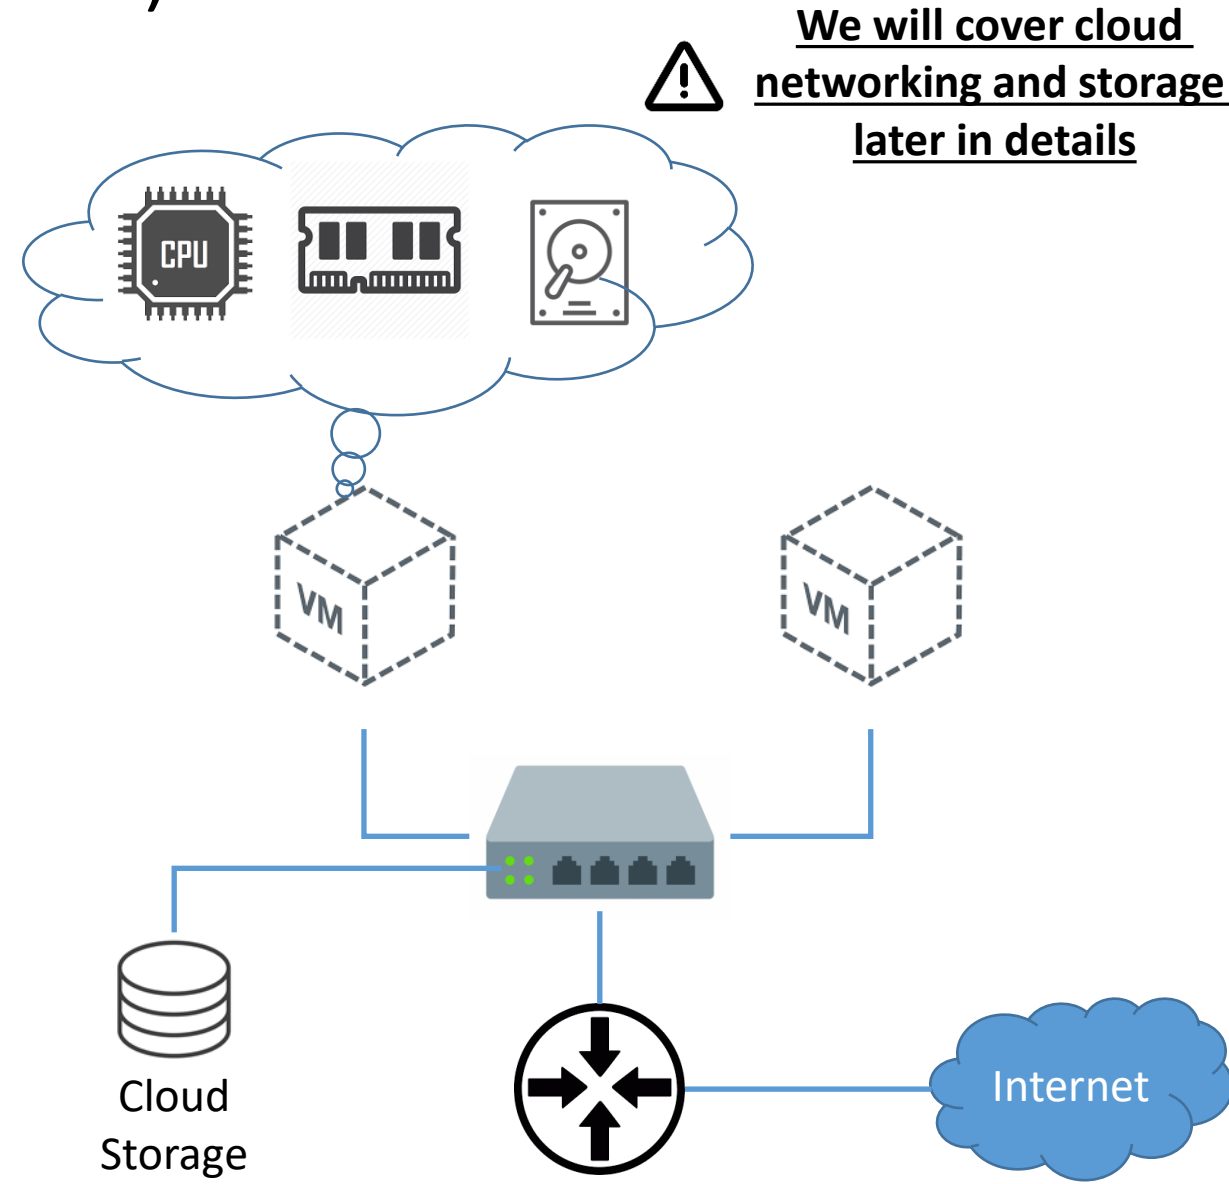 We will cover cloud
networking and storage
later in details
CPU
VM
VM
Cloud
Storage
Internet